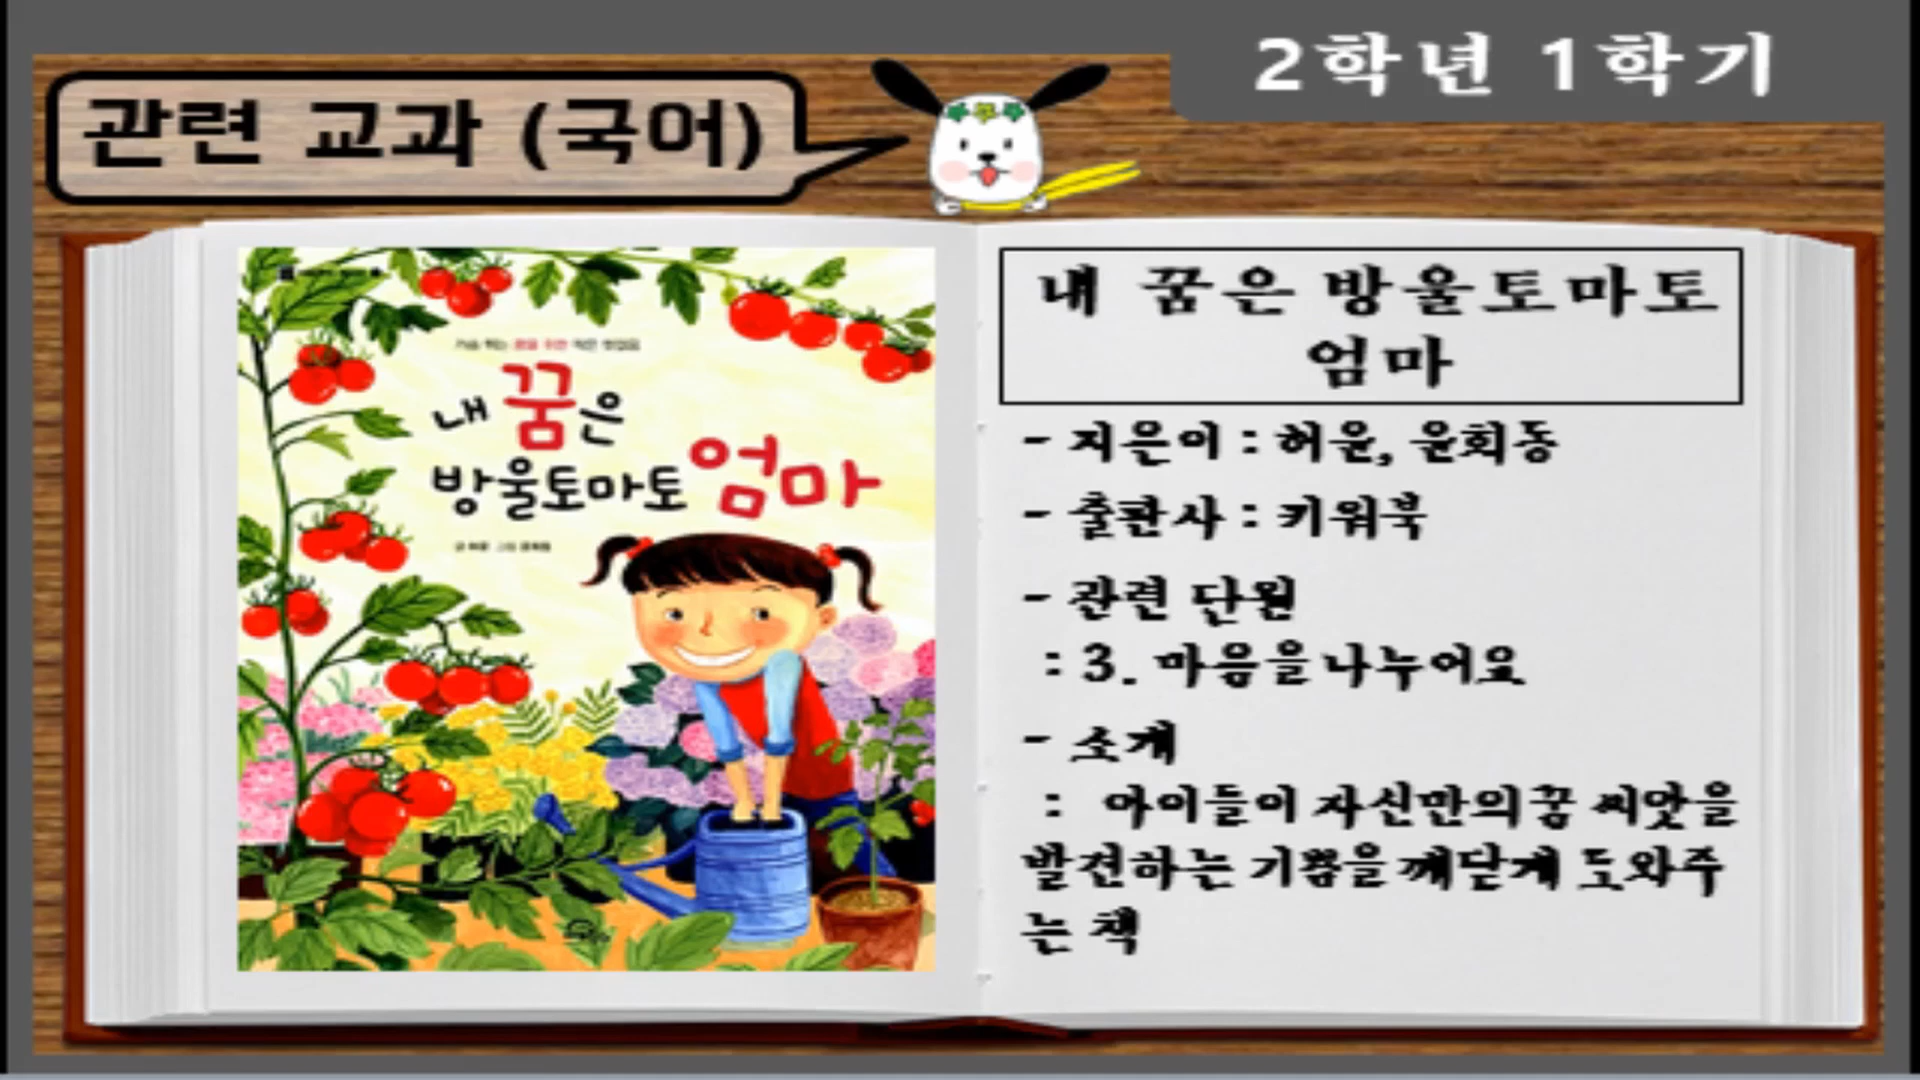 2학년 1학기
관련 교과 (국어)
내 꿈은
방울토마토 엄마
내 꿈은 방울토마토
엄마
- 지은이 : 허윤, 윤희동
- 출판사 : 키위북
- 관련 단원
: 3. 마음을 나누어요
- 소개
: 아이들이 자신만의 꿈 씨앗을
발견하는 기쁨을 깨닫게 도와주
는 책